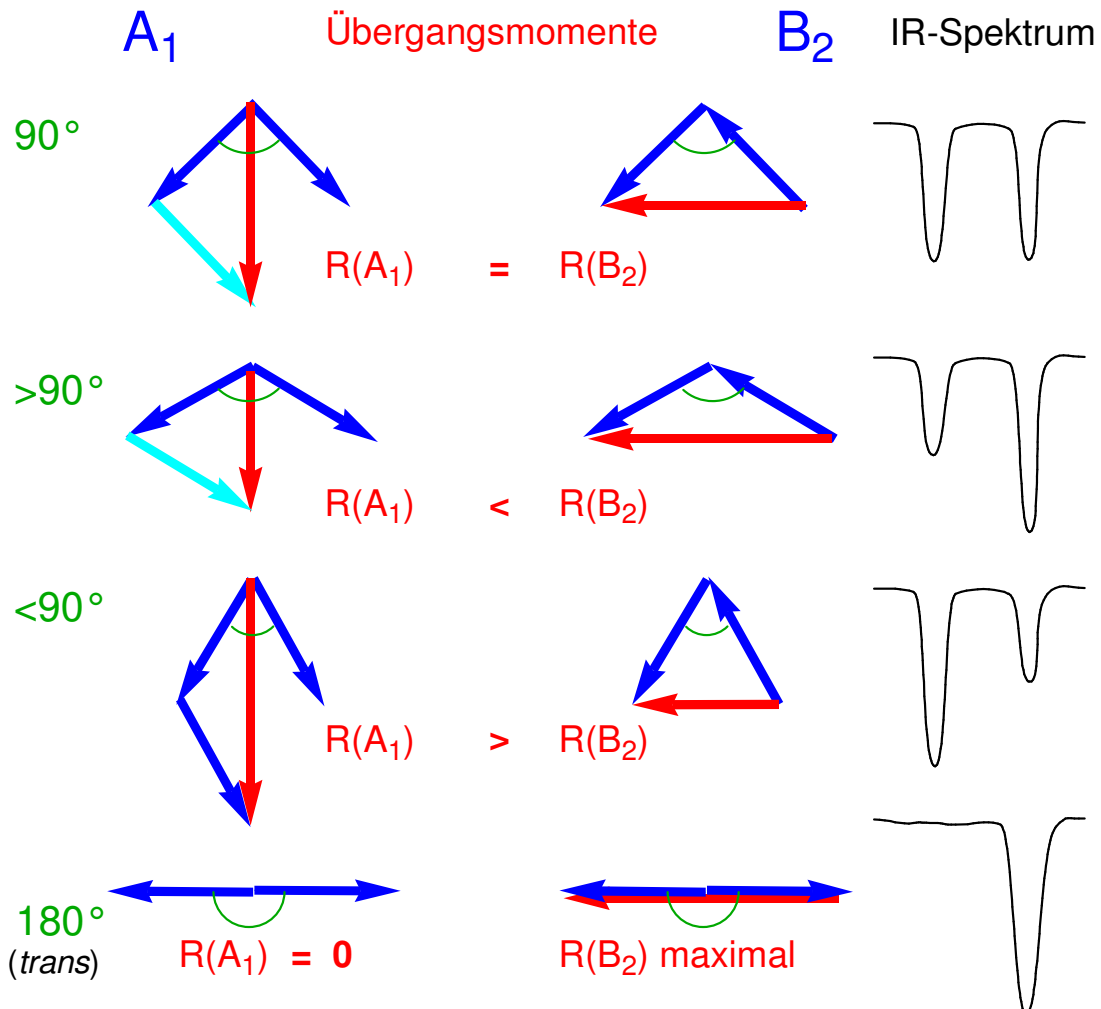 A₁ Übergangsmomente B₂ IR-Spektrum
90°
R(A₁) = R(B₂)
>90°
R(A₁) < R(B₂)
<90°
R(A₁) > R(B₂)
180°
(trans) R(A₁) = 0 R(B₂) maximal